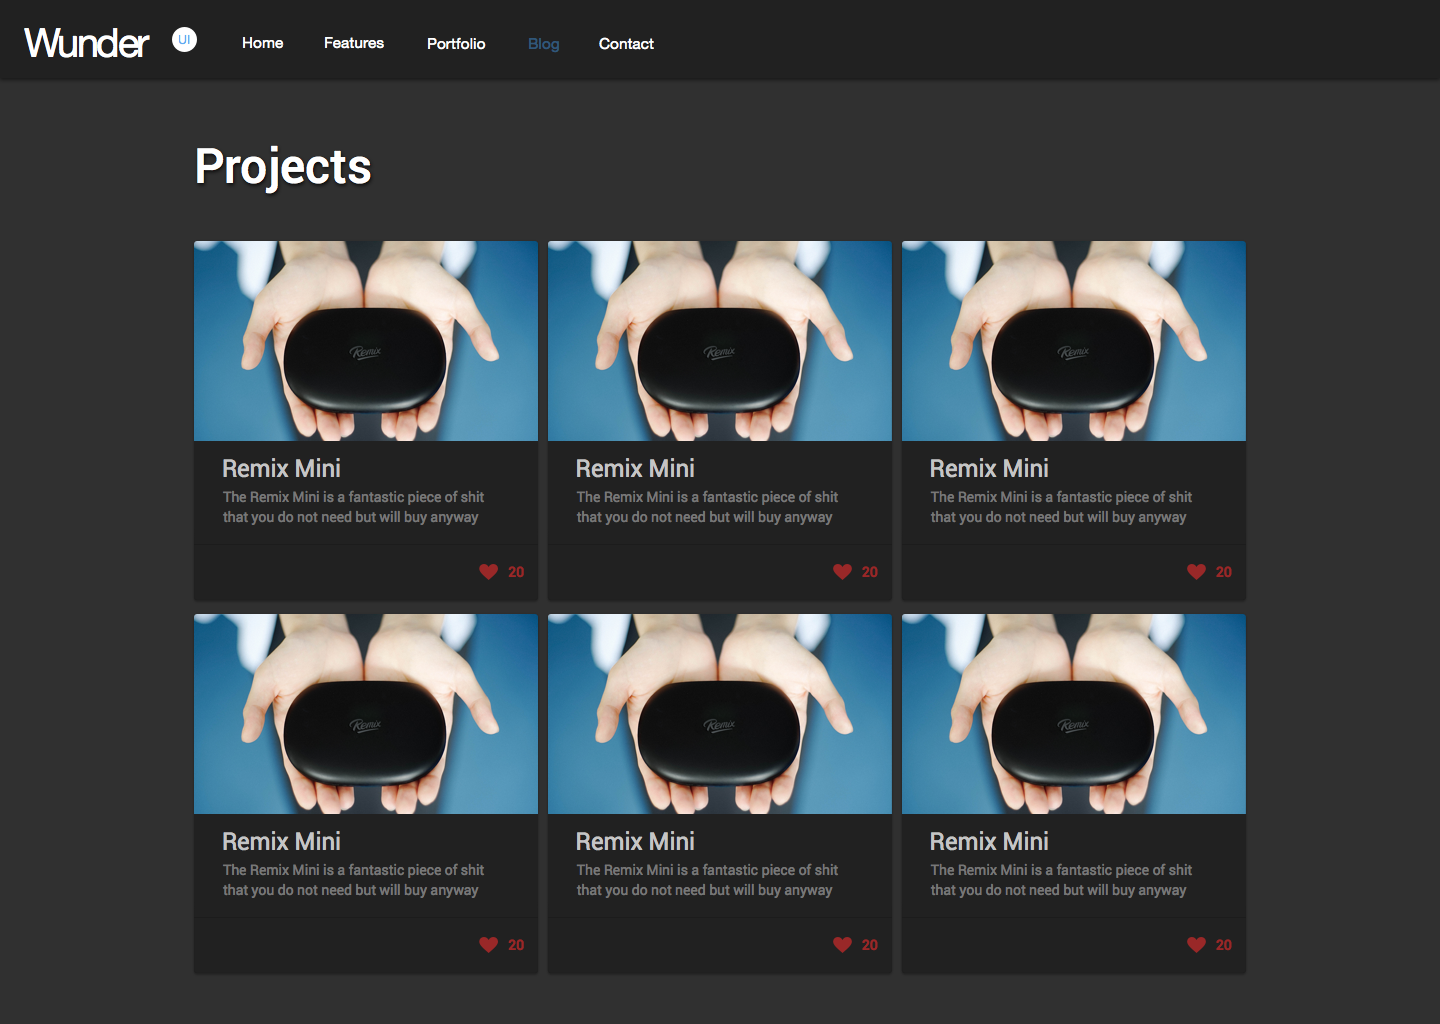 Wunder UI Home Features Portfolio Blog Contact
Projects
Remix Remix Remix
Remix Mini Remix Mini Remix Mini
The Remix Mini is a fantastic piece of shit The Remix Mini is a fantastic piece of shit The Remix Mini is a fantastic piece of shit
that you do not need but will buy anyway that you do not need but will buy anyway that you do not need but will buy anyway
20 20 20
Remix Remix Remix
Remix Mini Remix Mini Remix Mini
The Remix Mini is a fantastic piece of shit The Remix Mini is a fantastic piece of shit The Remix Mini is a fantastic piece of shit
that you do not need but will buy anyway that you do not need but will buy anyway that you do not need but will buy anyway
20 20 20